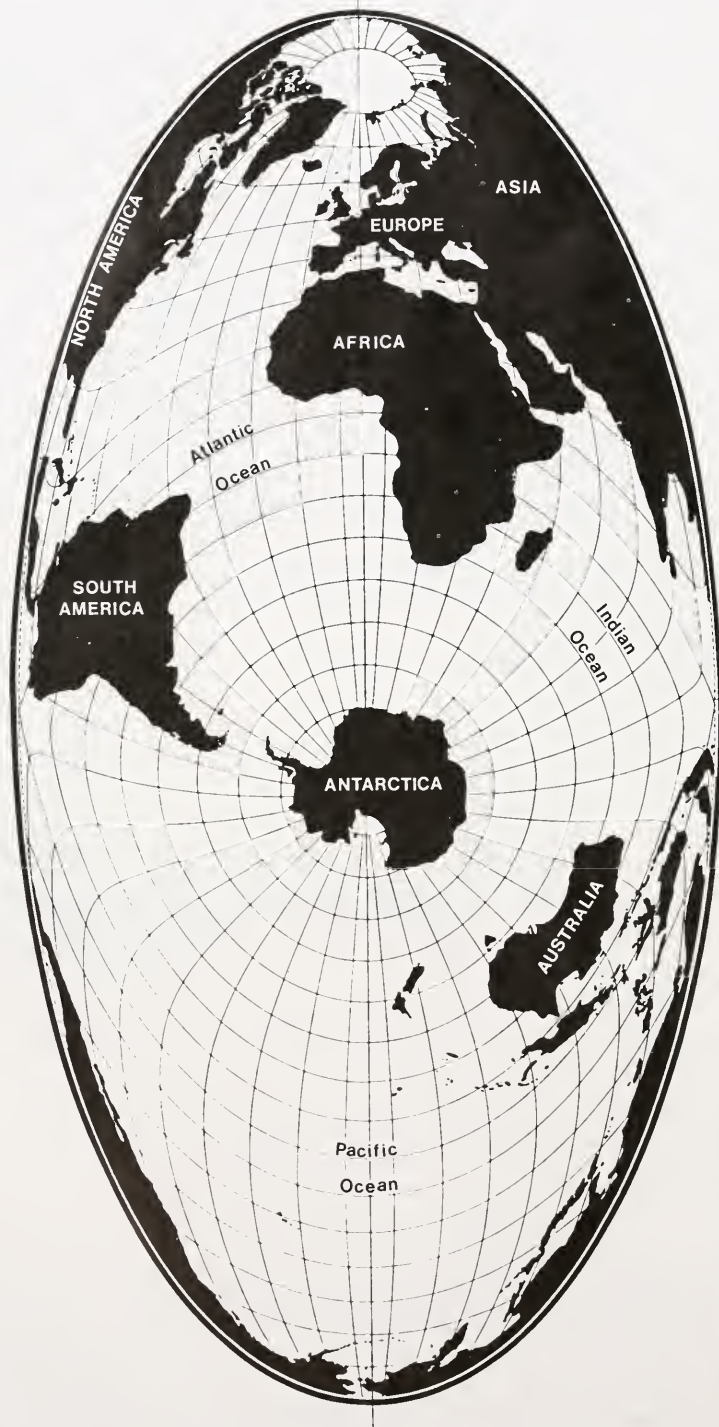 ASIA
EUROPE
NORTH AMERICA
AFRICA
Atlantic
Ocean
SOUTH
AMERICA
Indian
Ocean
ANTARCTICA
AUSTRALIA
Pacific
Ocean